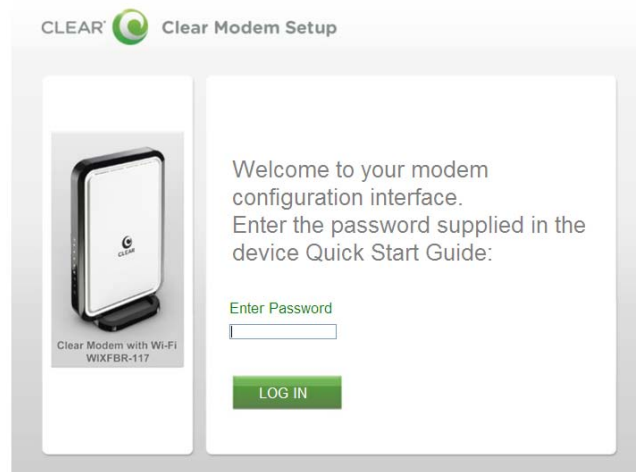 CLEAR Clear Modem Setup
CLEAR
Clear Modem with Wi-Fi
WIXFBR-117
Welcome to your modem
configuration interface.
Enter the password supplied in the
device Quick Start Guide:
Enter Password
LOG IN